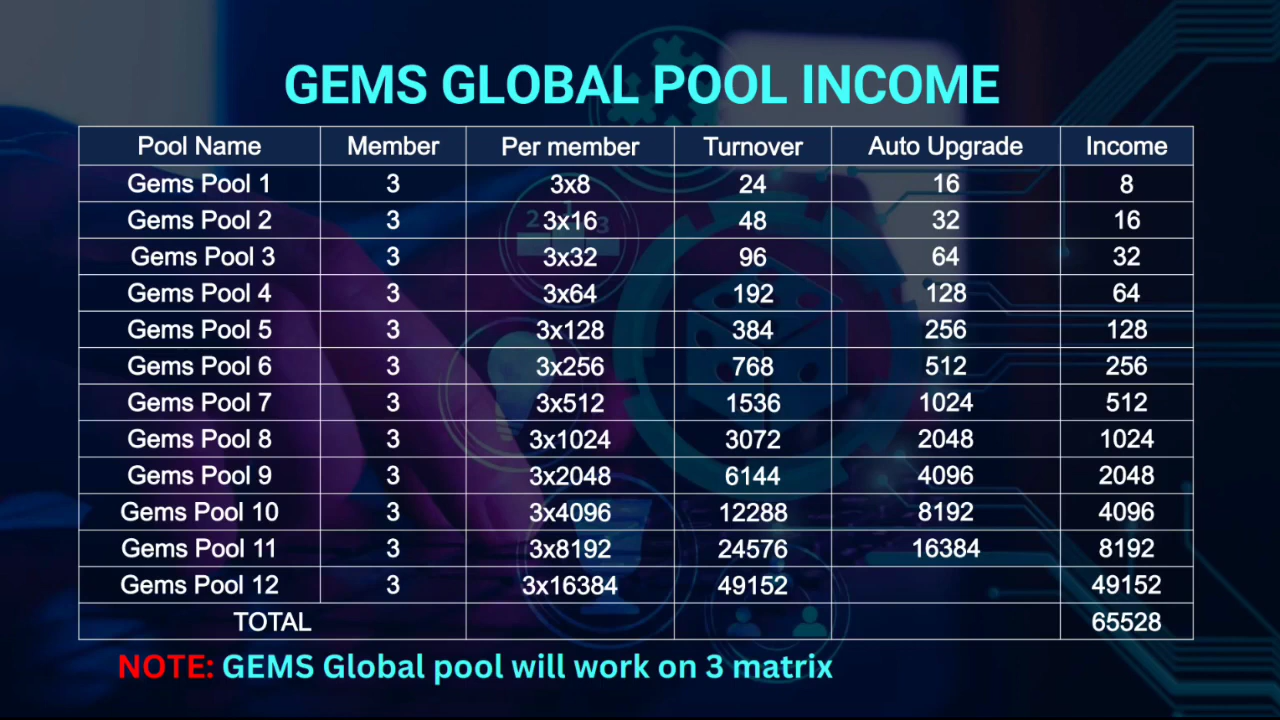 GEMS GLOBAL POOL INCOME
Pool Name Member Per member Turnover Auto Upgrade Income
Gems Pool 1 3 3x8 24 16 8
Gems Pool 2 3 3x16 48 32 16
Gems Pool 3 3 3x32 96 64 32
Gems Pool 4 3 3x64 192 128 64
Gems Pool 5 3 3x128 384 256 128
Gems Pool 6 3 3x256 768 512 256
Gems Pool 7 3 3x512 1536 1024 512
Gems Pool 8 3 3x1024 3072 2048 1024
Gems Pool 9 3 3x2048 6144 4096 2048
Gems Pool 10 3 3x4096 12288 8192 4096
Gems Pool 11 3 3x8192 24576 16384 8192
Gems Pool 12 3 3x16384 49152 49152
TOTAL 65528
NOTE: GEMS Global pool will work on 3 matrix